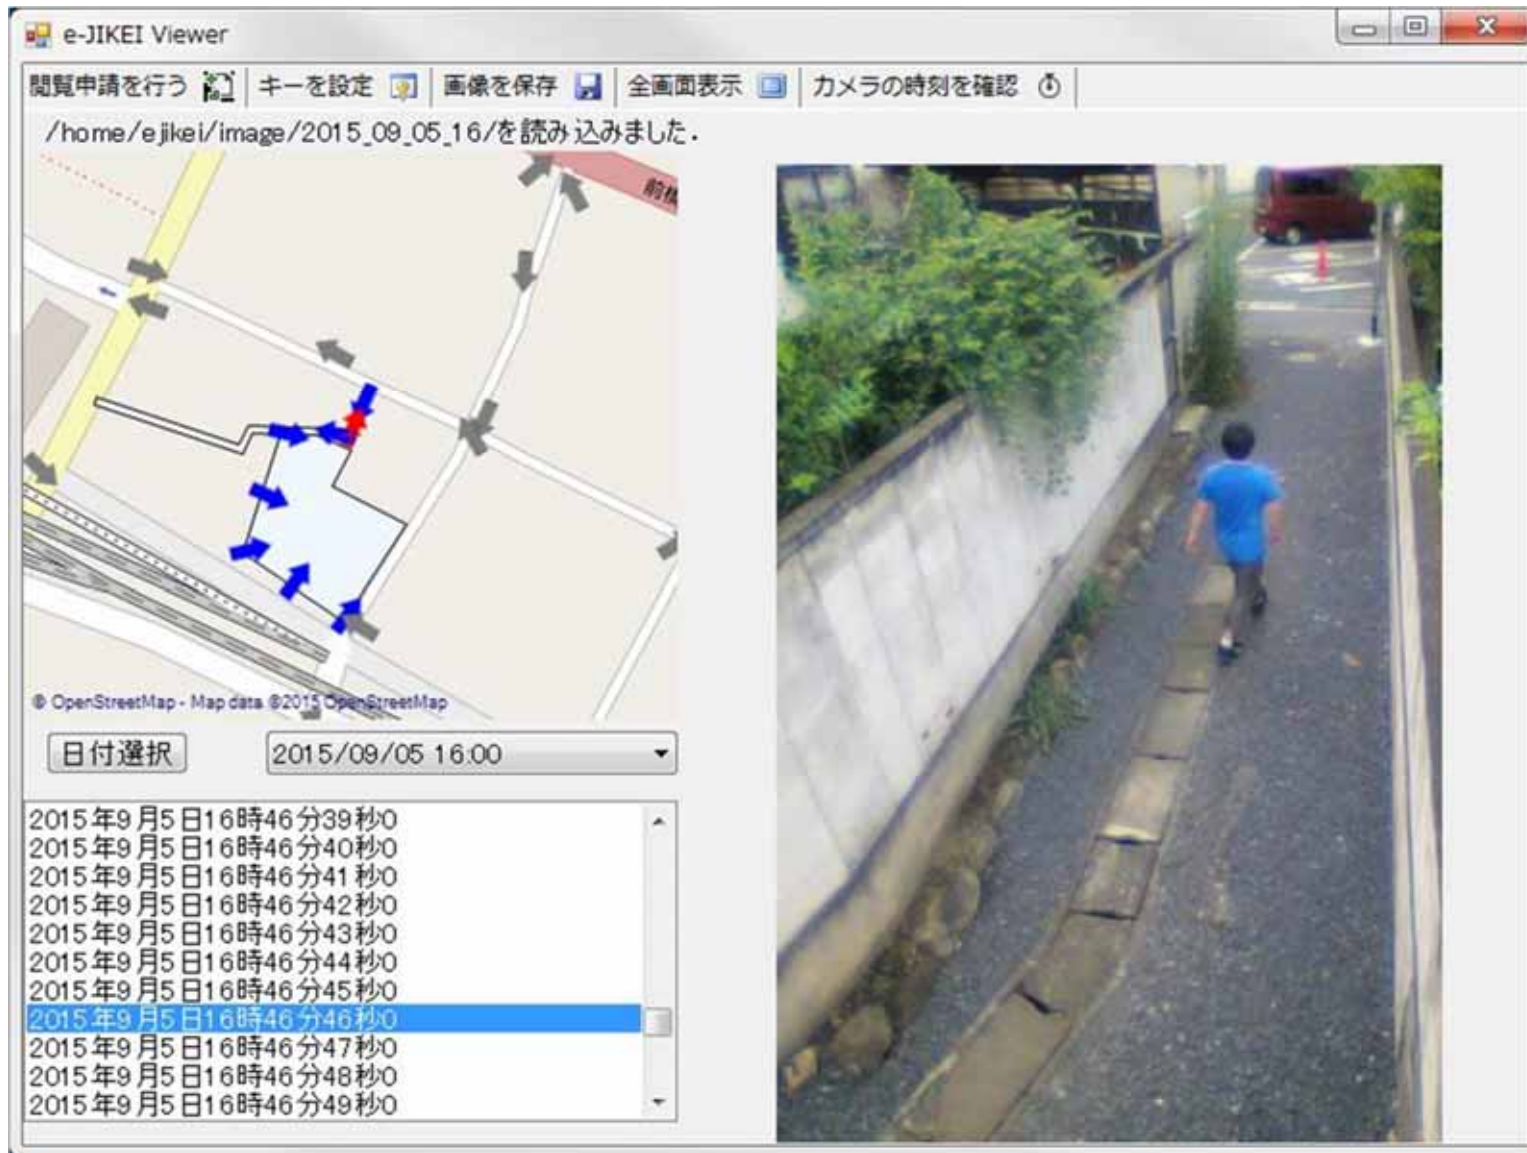 e-JIKEI Viewer
閲覧申請を行う キーを設定 画像を保存 全画面表示 カメラの時刻を確認
/home/ejikei/image/2015_09_05_16/を読み込みました.
前橋
© OpenStreetMap - Map data ©2015 OpenStreetMap
日付選択 2015/09/05 16:00
2015年9月5日16時46分39秒0
2015年9月5日16時46分40秒0
2015年9月5日16時46分41秒0
2015年9月5日16時46分42秒0
2015年9月5日16時46分43秒0
2015年9月5日16時46分44秒0
2015年9月5日16時46分45秒0
2015年9月5日16時46分46秒0
2015年9月5日16時46分47秒0
2015年9月5日16時46分48秒0
2015年9月5日16時46分49秒0